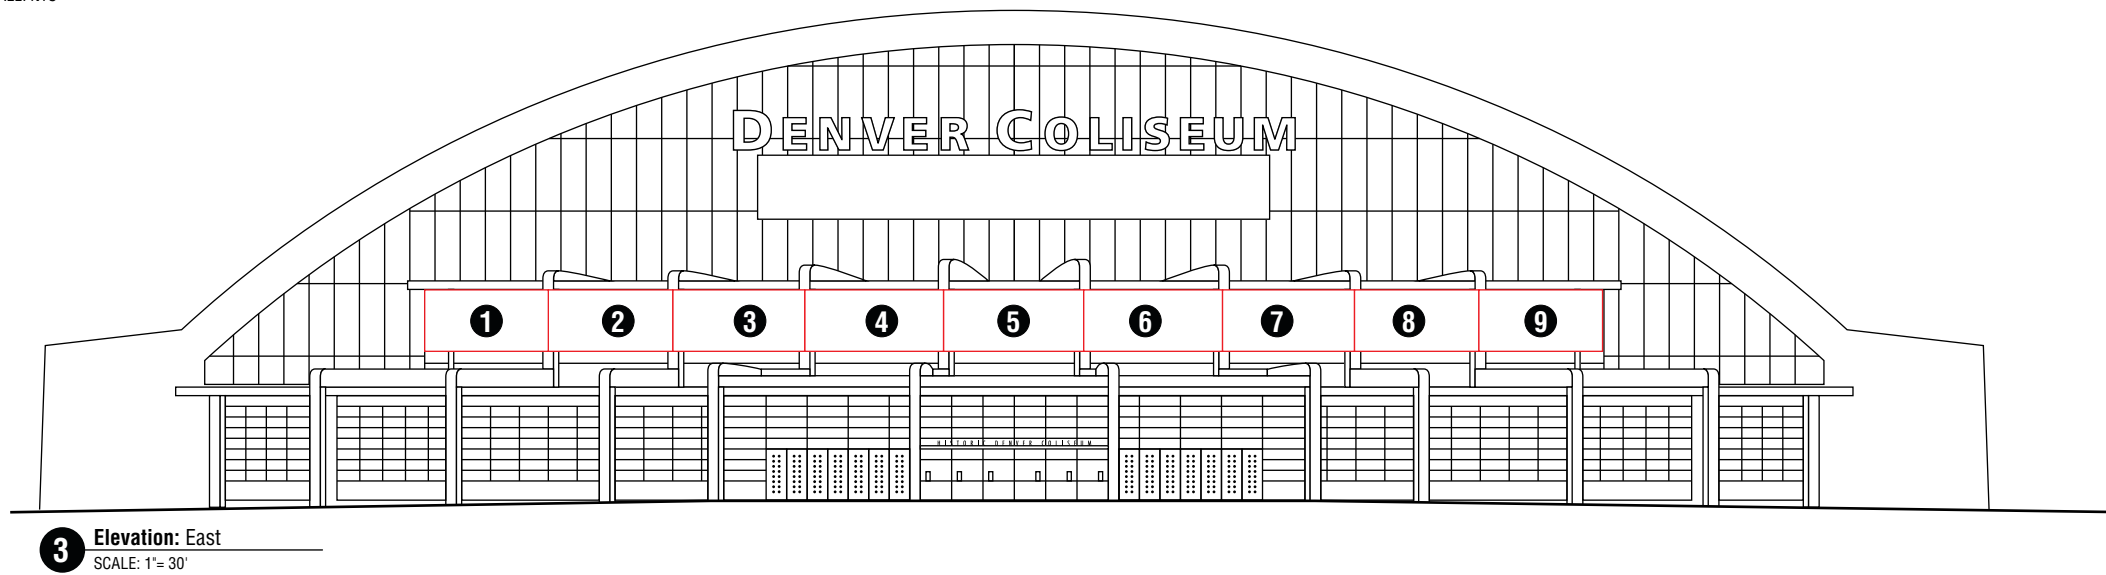 DENVER COLISEUM
1 2 3 4 5 6 7 8 9
HISTORIC DENVER COLISEUM
3 Elevation: East
SCALE: 1"= 30'